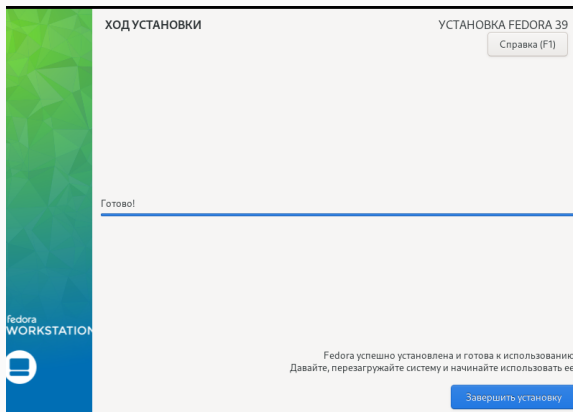 ХОД УСТАНОВКИ
УСТАНОВКА FEDORA 39
Справка (F1)
Готово!
fedora
WORKSTATION
Fedora успешно установлена и готова к использованию
Давайте, перезагружайте систему и начинайте использовать ее
Завершить установку